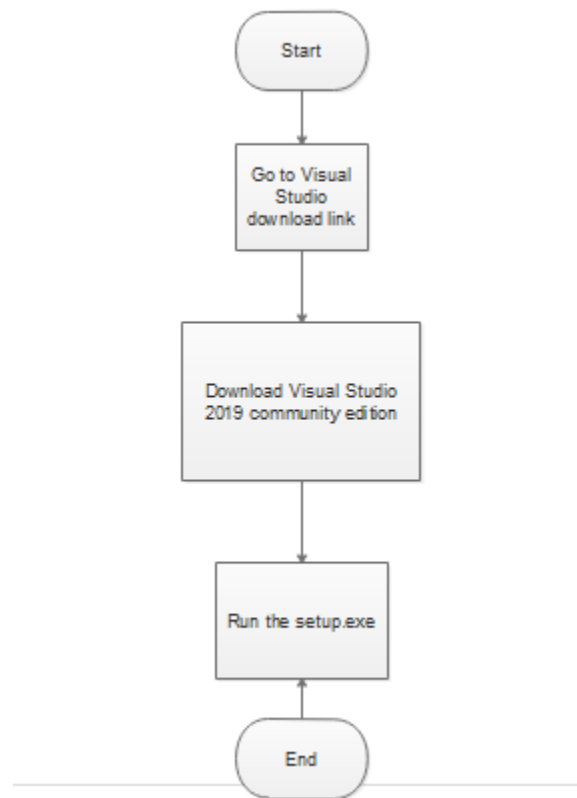 Start
Go to Visual
Studio
download link
Download Visual Studio
2019 community edition
Run the setup.exe
End